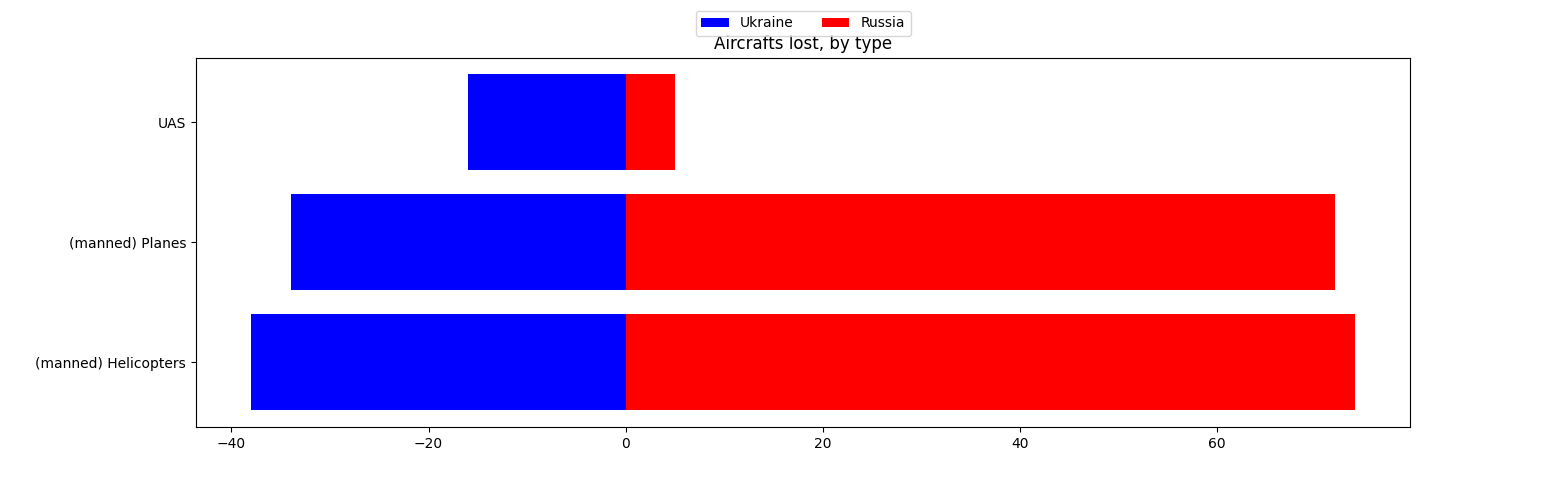 Ukraine Russia
Aircrafts lost, by type
UAS
(manned) Planes
(manned) Helicopters
−40 −20 0 20 40 60